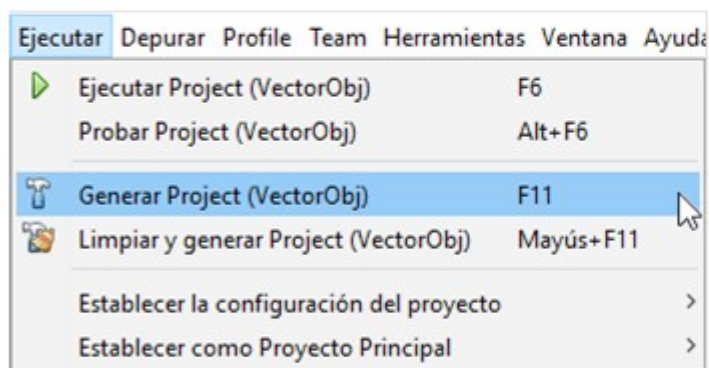 Ejecutar Depurar Profile Team Herramientas Ventana Ayuda
Ejecutar Project (VectorObj) F6
Probar Project (VectorObj) Alt+F6
Generar Project (VectorObj) F11
Limpiar y generar Project (VectorObj) Mayús+F11
Establecer la configuración del proyecto >
Establecer como Proyecto Principal >